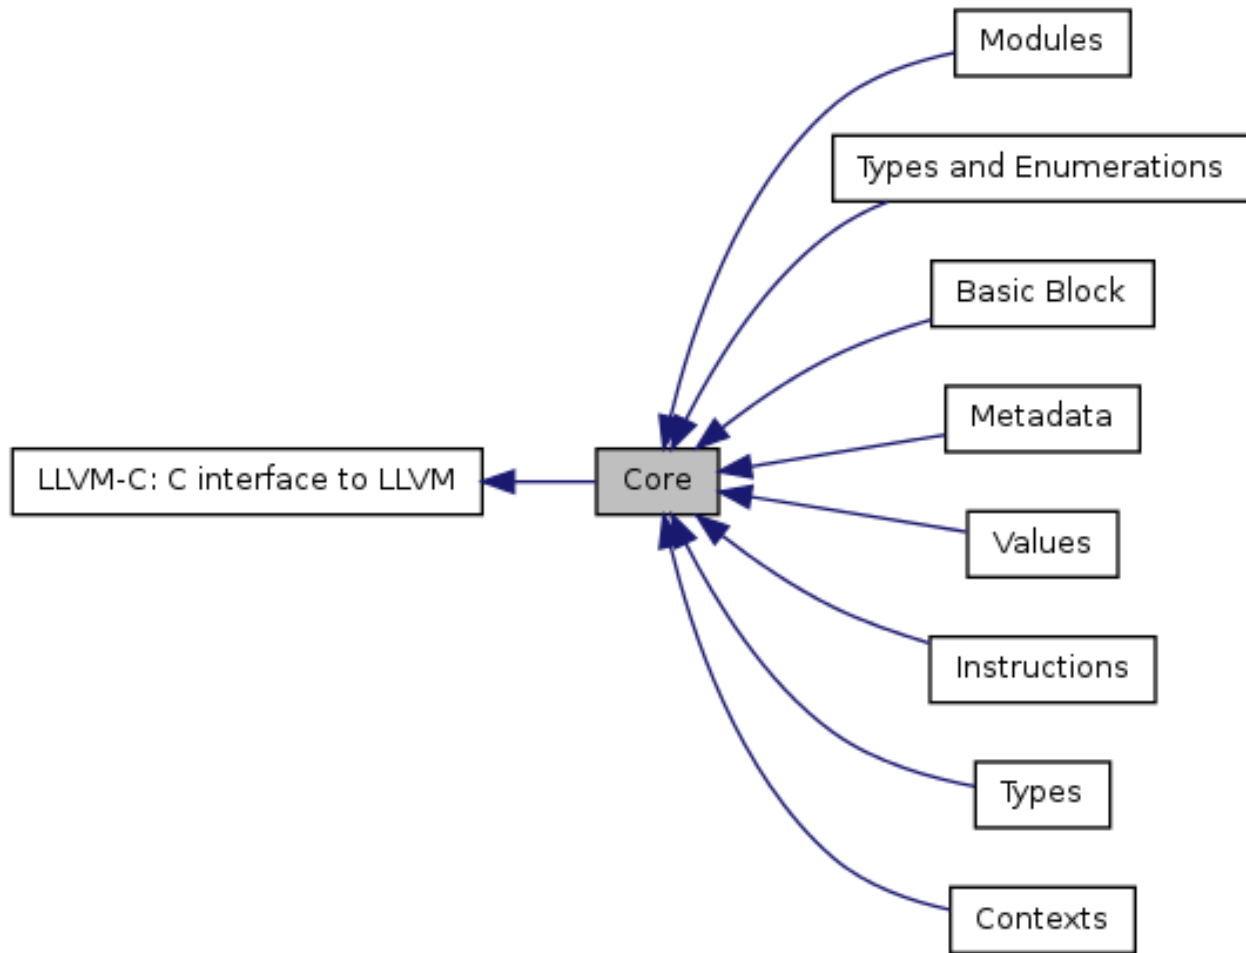 Modules
Types and Enumerations
Basic Block
Metadata
LLVM-C: C interface to LLVM
Core
Values
Instructions
Types
Contexts